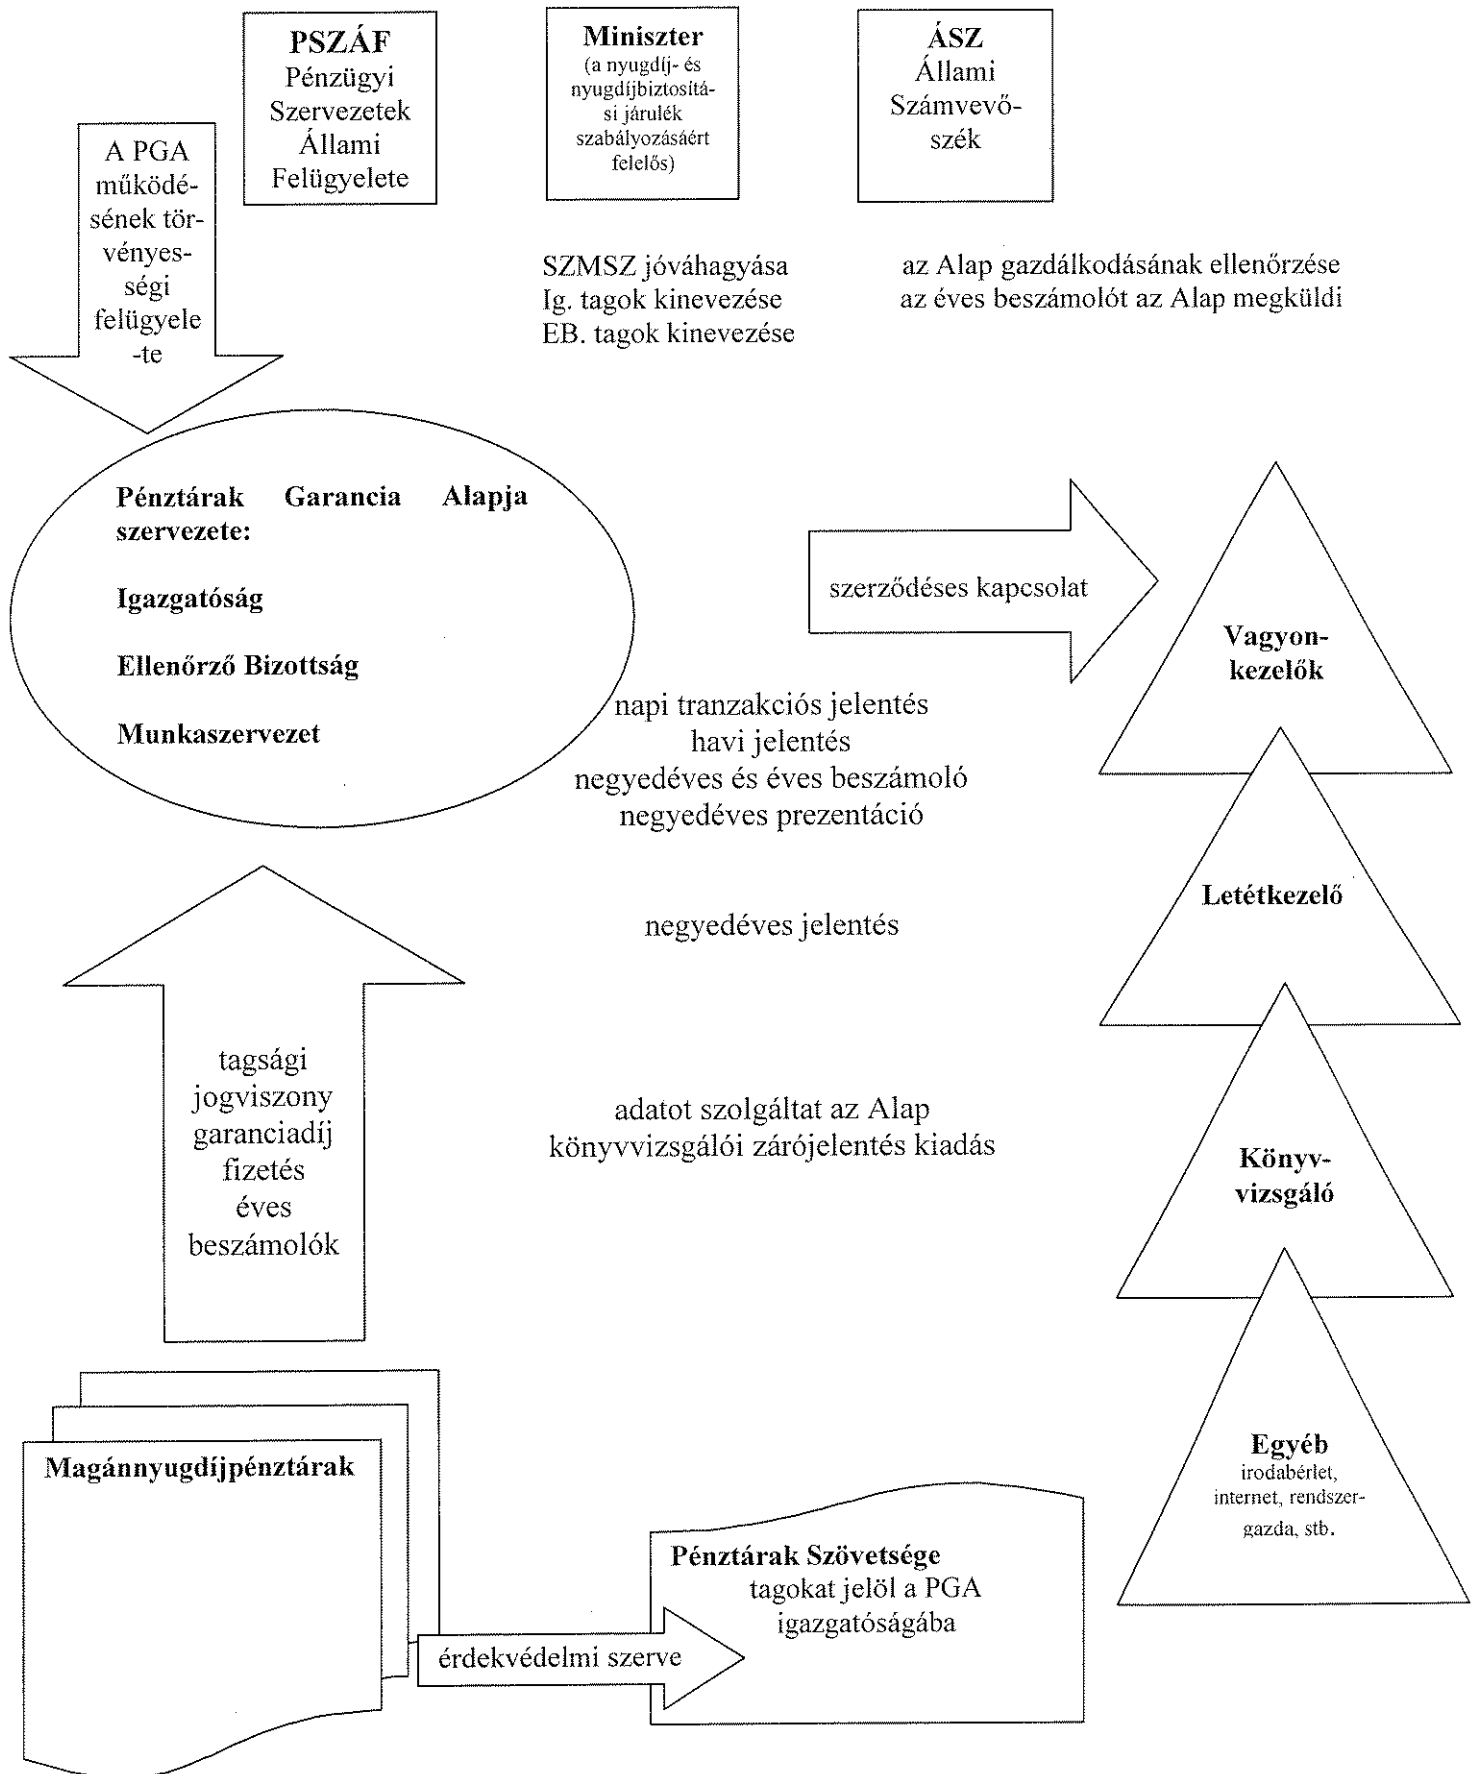 PSZÁF
Pénzügyi
Szervezetek
Állami
Felügyelete
Miniszter
(a nyugdíj- és
nyugdíjbiztosítá-
si járulék
szabályozásáért
felelős)
ÁSZ
Állami
Számvevő-
szék
A PGA
működé-
sének tör-
vényes-
ségi
felügyele
-te
SZMSZ jóváhagyása
Ig. tagok kinevezése
EB. tagok kinevezése
az Alap gazdálkodásának ellenőrzése
az éves beszámolót az Alap megküldi
Pénztárak Garancia Alapja
szervezete:
Igazgatóság
Ellenőrző Bizottság
Munkaszervezet
szerződéses kapcsolat
Vagyon-
kezelők
napi tranzakciós jelentés
havi jelentés
negyedéves és éves beszámoló
negyedéves prezentáció
Letétkezelő
negyedéves jelentés
tagsági
jogviszony
garanciadíj
fizetés
éves
beszámolók
adatot szolgáltat az Alap
könyvvizsgálói zárójelentés kiadás
Könyv-
vizsgáló
Egyéb
irodabérlet,
internet, rendszer-
gazda, stb.
Magánnyugdíjpénztárak
Pénztárak Szövetsége
tagokat jelöl a PGA
igazgatóságába
érdekvédelmi szerve